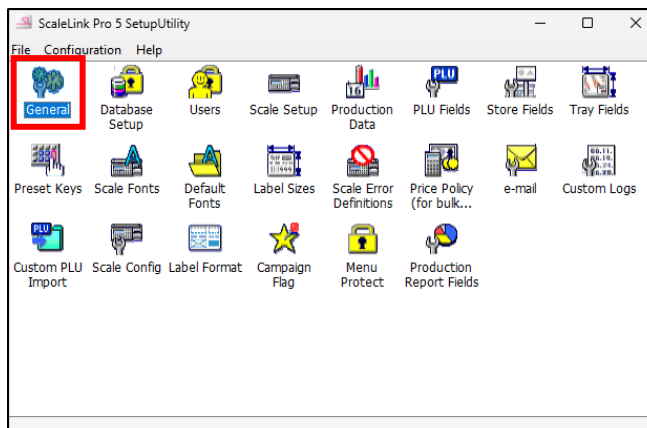 ScaleLink Pro 5 SetupUtility
File Configuration Help
General
Database Setup
Users
Scale Setup
Production Data
PLU Fields
Store Fields
Tray Fields
Preset Keys
Scale Fonts
Default Fonts
Label Sizes
Scale Error Definitions
Price Policy (for bulk...
e-mail
Custom Logs
Custom PLU Import
Scale Config
Label Format
Campaign Flag
Menu Protect
Production Report Fields